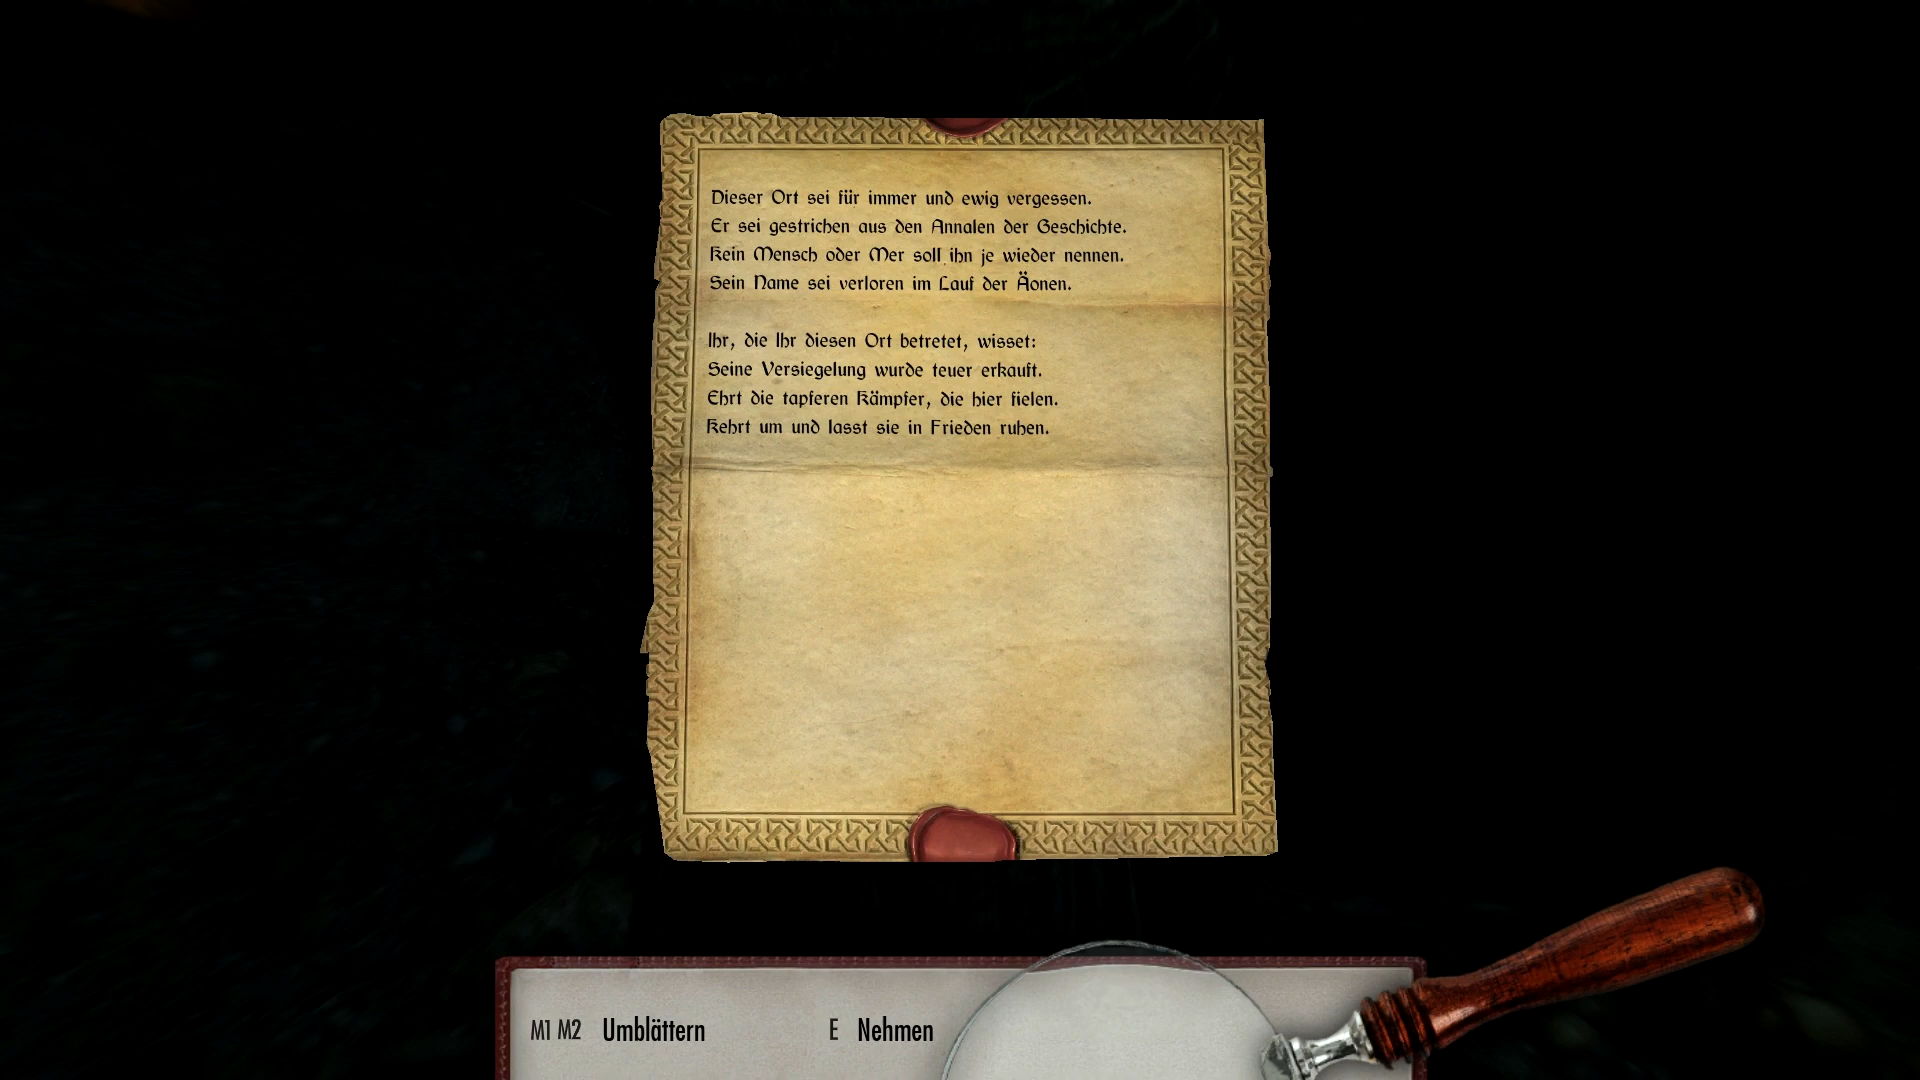 Dieser Ort sei für immer und ewig vergessen.
Er sei gestrichen aus den Annalen der Geschichte.
Kein Mensch oder Mer soll ihn je wieder nennen.
Sein Name sei verloren im Lauf der Äonen.
Ihr, die Ihr diesen Ort betretet, wisset:
Seine Versiegelung wurde teuer erkauft.
Ehrt die tapferen Kämpfer, die hier fielen.
Kehrt um und lasst sie in Frieden ruhen.
M1 M2 Umblättern E Nehmen